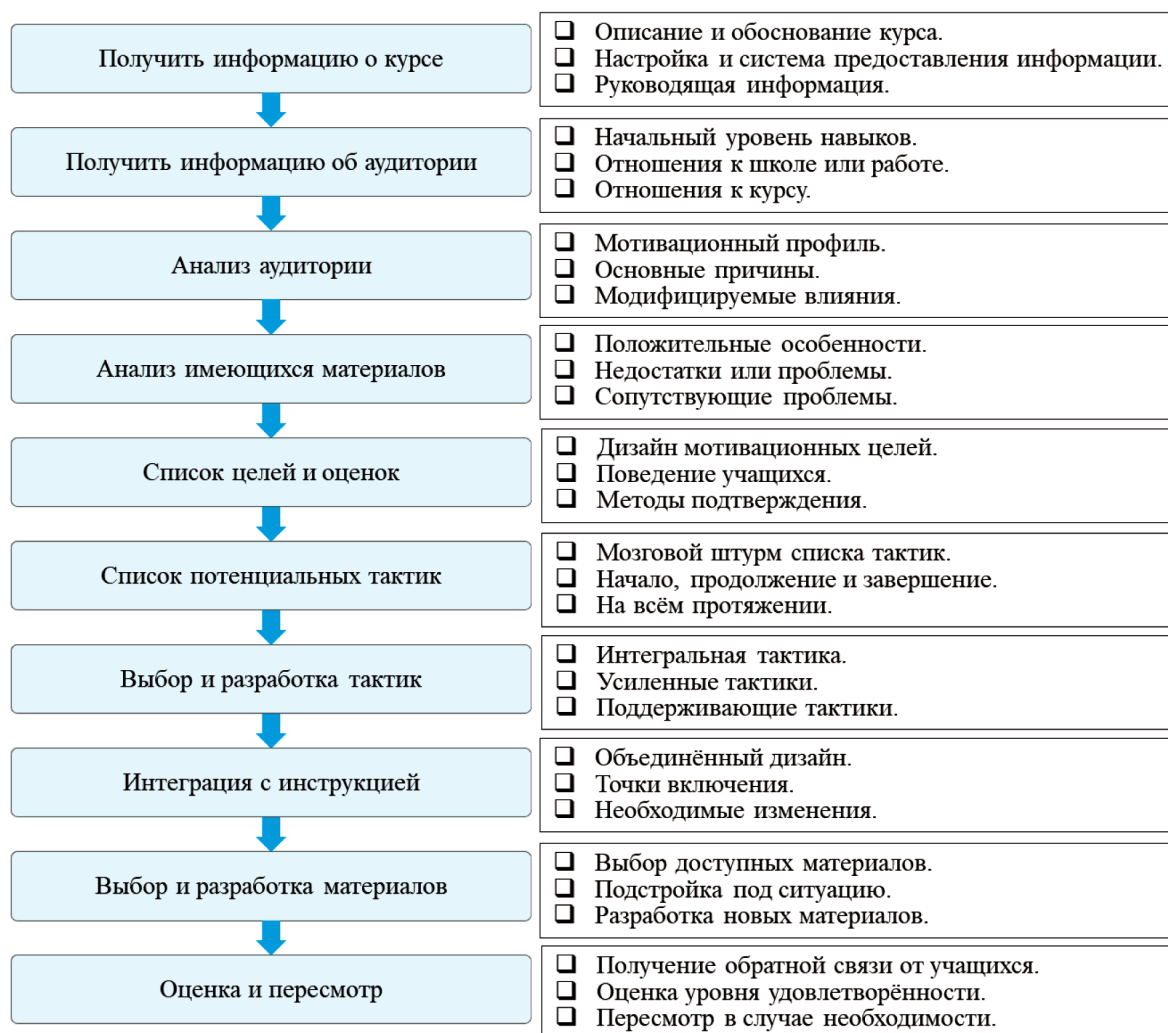 Получить информацию о курсе
❑ Описание и обоснование курса.
❑ Настройка и система предоставления информации.
❑ Руководящая информация.
Получить информацию об аудитории
❑ Начальный уровень навыков.
❑ Отношения к школе или работе.
❑ Отношения к курсу.
Анализ аудитории
❑ Мотивационный профиль.
❑ Основные причины.
❑ Модифицируемые влияния.
Анализ имеющихся материалов
❑ Положительные особенности.
❑ Недостатки или проблемы.
❑ Сопутствующие проблемы.
Список целей и оценок
❑ Дизайн мотивационных целей.
❑ Поведение учащихся.
❑ Методы подтверждения.
Список потенциальных тактик
❑ Мозговой штурм списка тактик.
❑ Начало, продолжение и завершение.
❑ На всём протяжении.
Выбор и разработка тактик
❑ Интегральная тактика.
❑ Усиленные тактики.
❑ Поддерживающие тактики.
Интеграция с инструкцией
❑ Объединённый дизайн.
❑ Точки включения.
❑ Необходимые изменения.
Выбор и разработка материалов
❑ Выбор доступных материалов.
❑ Подстройка под ситуацию.
❑ Разработка новых материалов.
Оценка и пересмотр
❑ Получение обратной связи от учащихся.
❑ Оценка уровня удовлетворённости.
❑ Пересмотр в случае необходимости.